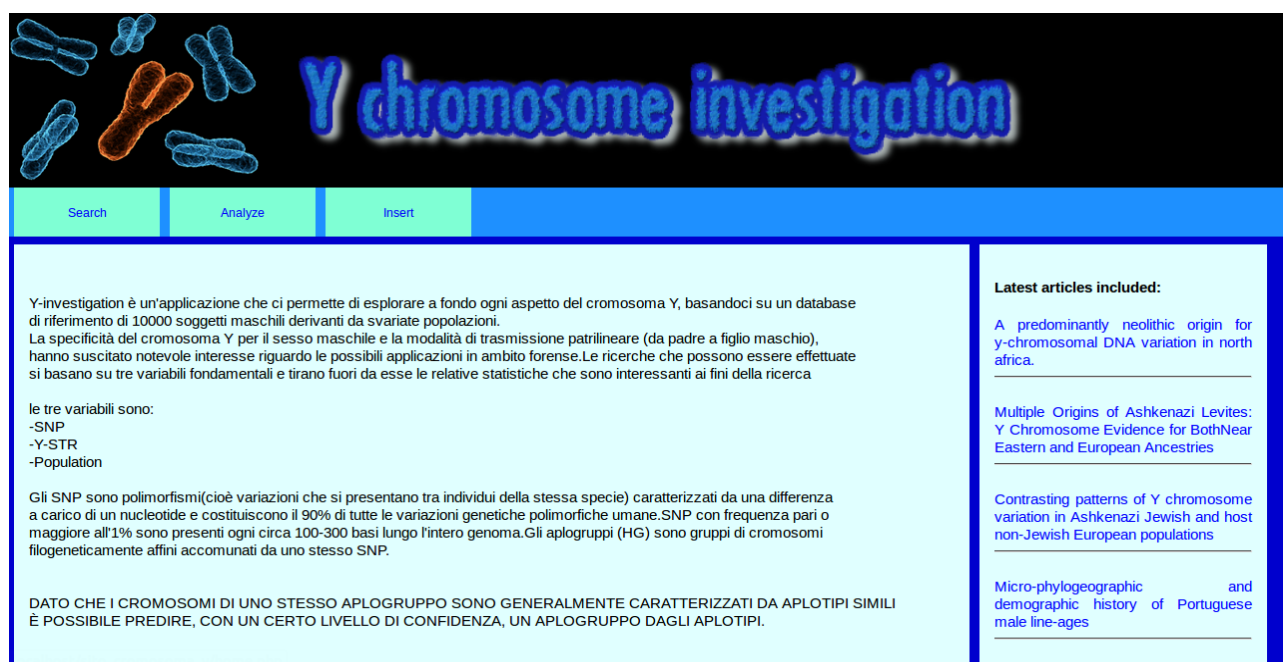 Y chromosome investigation
Search
Analyze
Insert
Y-investigation è un'applicazione che ci permette di esplorare a fondo ogni aspetto del cromosoma Y, basandoci su un database
di riferimento di 10000 soggetti maschili derivanti da svariate popolazioni.
La specificità del cromosoma Y per il sesso maschile e la modalità di trasmissione patrilineare (da padre a figlio maschio),
hanno suscitato notevole interesse riguardo le possibili applicazioni in ambito forense.Le ricerche che possono essere effettuate
si basano su tre variabili fondamentali e tirano fuori da esse le relative statistiche che sono interessanti ai fini della ricerca
le tre variabili sono:
-SNP
-Y-STR
-Population
Gli SNP sono polimorfismi(cioè variazioni che si presentano tra individui della stessa specie) caratterizzati da una differenza
a carico di un nucleotide e costituiscono il 90% di tutte le variazioni genetiche polimorfiche umane.SNP con frequenza pari o
maggiore all'1% sono presenti ogni circa 100-300 basi lungo l'intero genoma.Gli aplogruppi (HG) sono gruppi di cromosomi
filogeneticamente affini accomunati da uno stesso SNP.
DATO CHE I CROMOSOMI DI UNO STESSO APLOGRUPPO SONO GENERALMENTE CARATTERIZZATI DA APLOTIPI SIMILI
È POSSIBILE PREDIRE, CON UN CERTO LIVELLO DI CONFIDENZA, UN APLOGRUPPO DAGLI APLOTIPI.
Latest articles included:
A predominantly neolithic origin for
y-chromosomal DNA variation in north
africa.
Multiple Origins of Ashkenazi Levites:
Y Chromosome Evidence for BothNear
Eastern and European Ancestries
Contrasting patterns of Y chromosome
variation in Ashkenazi Jewish and host
non-Jewish European populations
Micro-phylogeographic and
demographic history of Portuguese
male line-ages